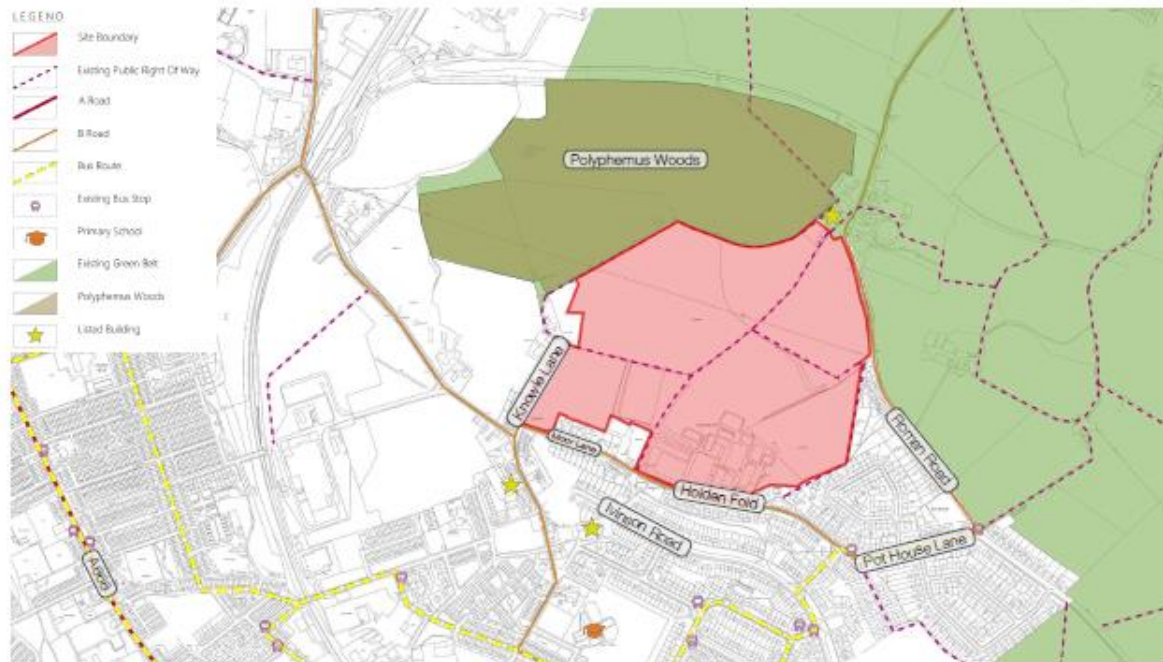 LEGEND
Site Boundary
Existing Public Right Of Way
A Road
B Road
Bus Route
Existing Bus Stop
Primary School
Existing Green Belt
Polyphemus Woods
Listed Building
Polyphemus Woods
Knowle Lane
Moor Lane
Holden Fold
Ivinson Road
Roman Road
Pot House Lane
A666